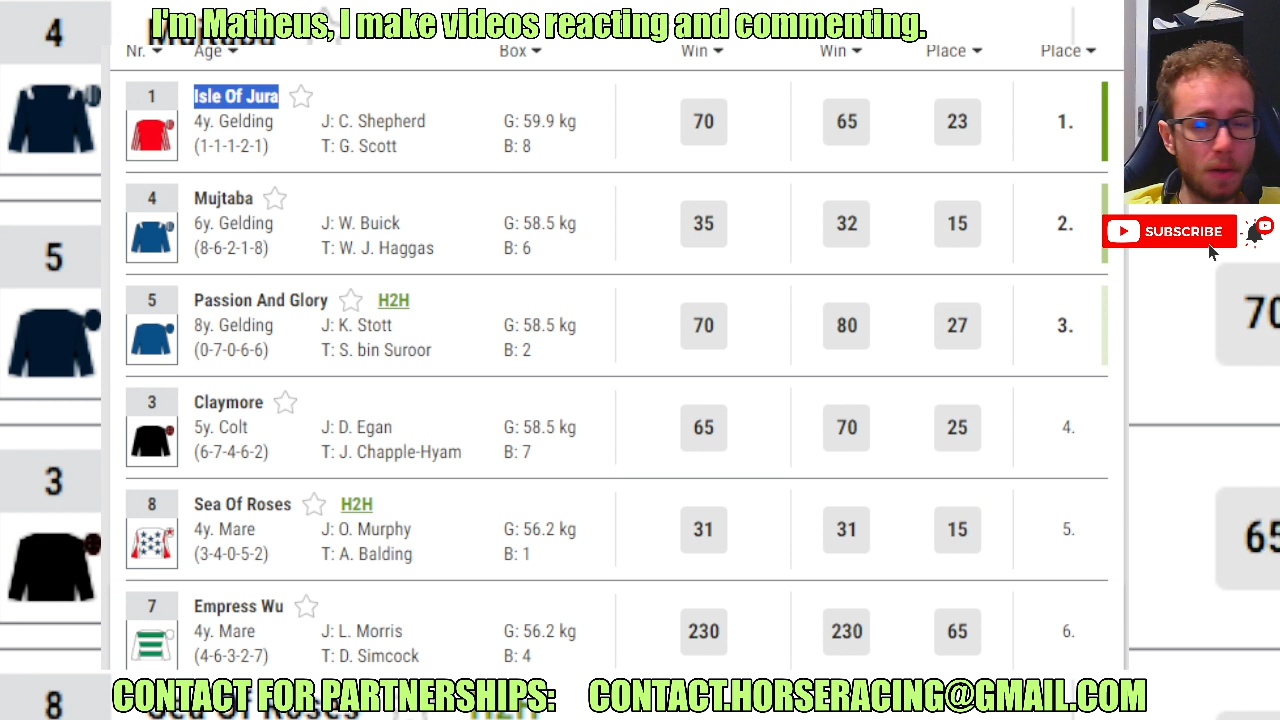 I'm Matheus, I make videos reacting and commenting.
Nr. Age Box Win Win Place Place
1 Isle Of Jura
4y. Gelding J: C. Shepherd G: 59.9 kg 70 65 23 1.
(1-1-1-2-1) T: G. Scott B: 8
4 Mujtaba
6y. Gelding J: W. Buick G: 58.5 kg 35 32 15 2.
(8-6-2-1-8) T: W. J. Haggas B: 6
5 Passion And Glory H2H
8y. Gelding J: K. Stott G: 58.5 kg 70 80 27 3.
(0-7-0-6-6) T: S. bin Suroor B: 2
3 Claymore
5y. Colt J: D. Egan G: 58.5 kg 65 70 25 4.
(6-7-4-6-2) T: J. Chapple-Hyam B: 7
8 Sea Of Roses H2H
4y. Mare J: O. Murphy G: 56.2 kg 31 31 15 5.
(3-4-0-5-2) T: A. Balding B: 1
7 Empress Wu
4y. Mare J: L. Morris G: 56.2 kg 230 230 65 6.
(4-6-3-2-7) T: D. Simcock B: 4
SUBSCRIBE
4
5
3
8
70
65
CONTACT FOR PARTNERSHIPS: CONTACT.HORSERACING@GMAIL.COM